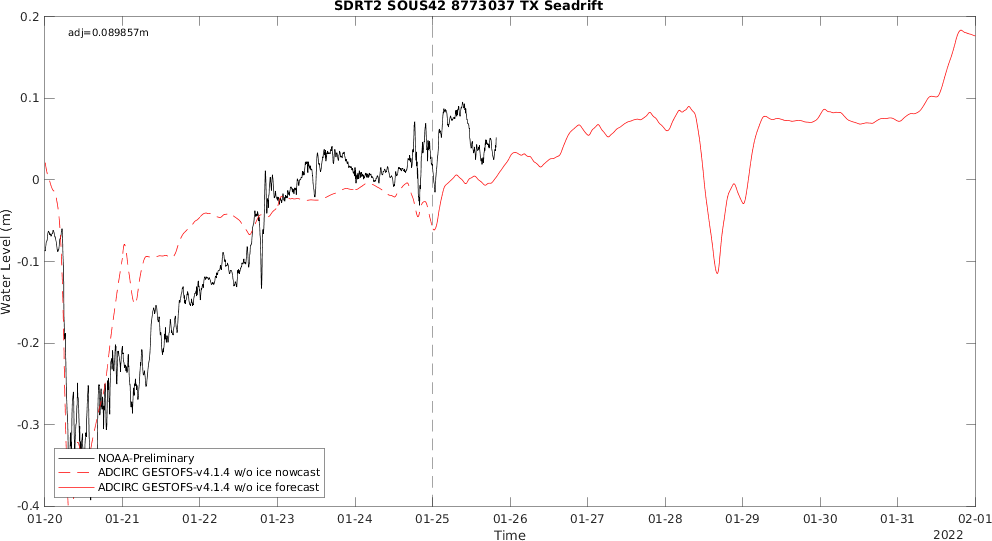 SDRT2 SOUS42 8773037 TX Seadrift
adj=0.089857m
0.2
0.1
0
-0.1
-0.2
-0.3
-0.4
Water Level (m)
NOAA-Preliminary
ADCIRC GESTOFS-v4.1.4 w/o ice nowcast
ADCIRC GESTOFS-v4.1.4 w/o ice forecast
01-20 01-21 01-22 01-23 01-24 01-25 01-26 01-27 01-28 01-29 01-30 01-31 02-01
Time
2022